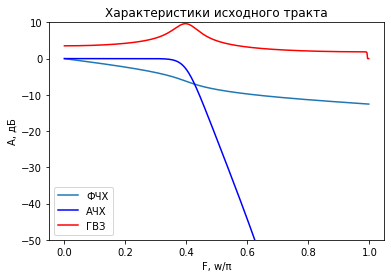 Характеристики исходного тракта
10
0
−10
−20
−30
−40
−50
А, дБ
ФЧХ
АЧХ
ГВЗ
0.0 0.2 0.4 0.6 0.8 1.0
F, w/π